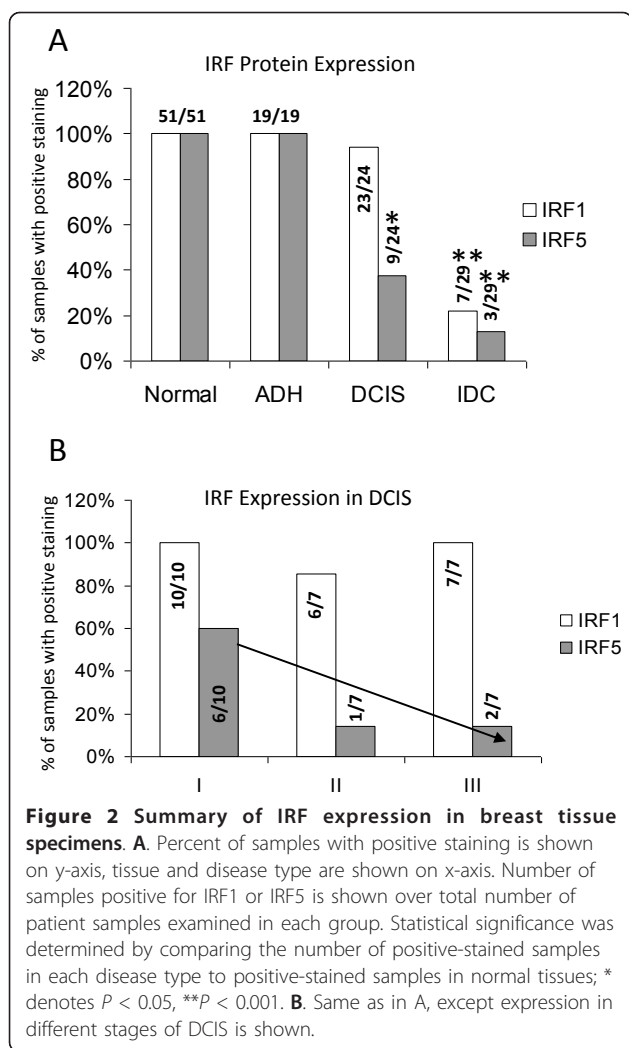 A
IRF Protein Expression
120%
100%
80%
60%
40%
20%
0%
% of samples with positive staining
51/51
19/19
23/24
9/24*
7/29**
3/29**
Normal
ADH
DCIS
IDC
IRF1
IRF5
B
IRF Expression in DCIS
120%
100%
80%
60%
40%
20%
0%
% of samples with positive staining
10/10
6/10
6/7
1/7
7/7
2/7
I
II
III
IRF1
IRF5
Figure 2 Summary of IRF expression in breast tissue
specimens. A. Percent of samples with positive staining is shown
on y-axis, tissue and disease type are shown on x-axis. Number of
samples positive for IRF1 or IRF5 is shown over total number of
patient samples examined in each group. Statistical significance was
determined by comparing the number of positive-stained samples
in each disease type to positive-stained samples in normal tissues; *
denotes P < 0.05, **P < 0.001. B. Same as in A, except expression in
different stages of DCIS is shown.